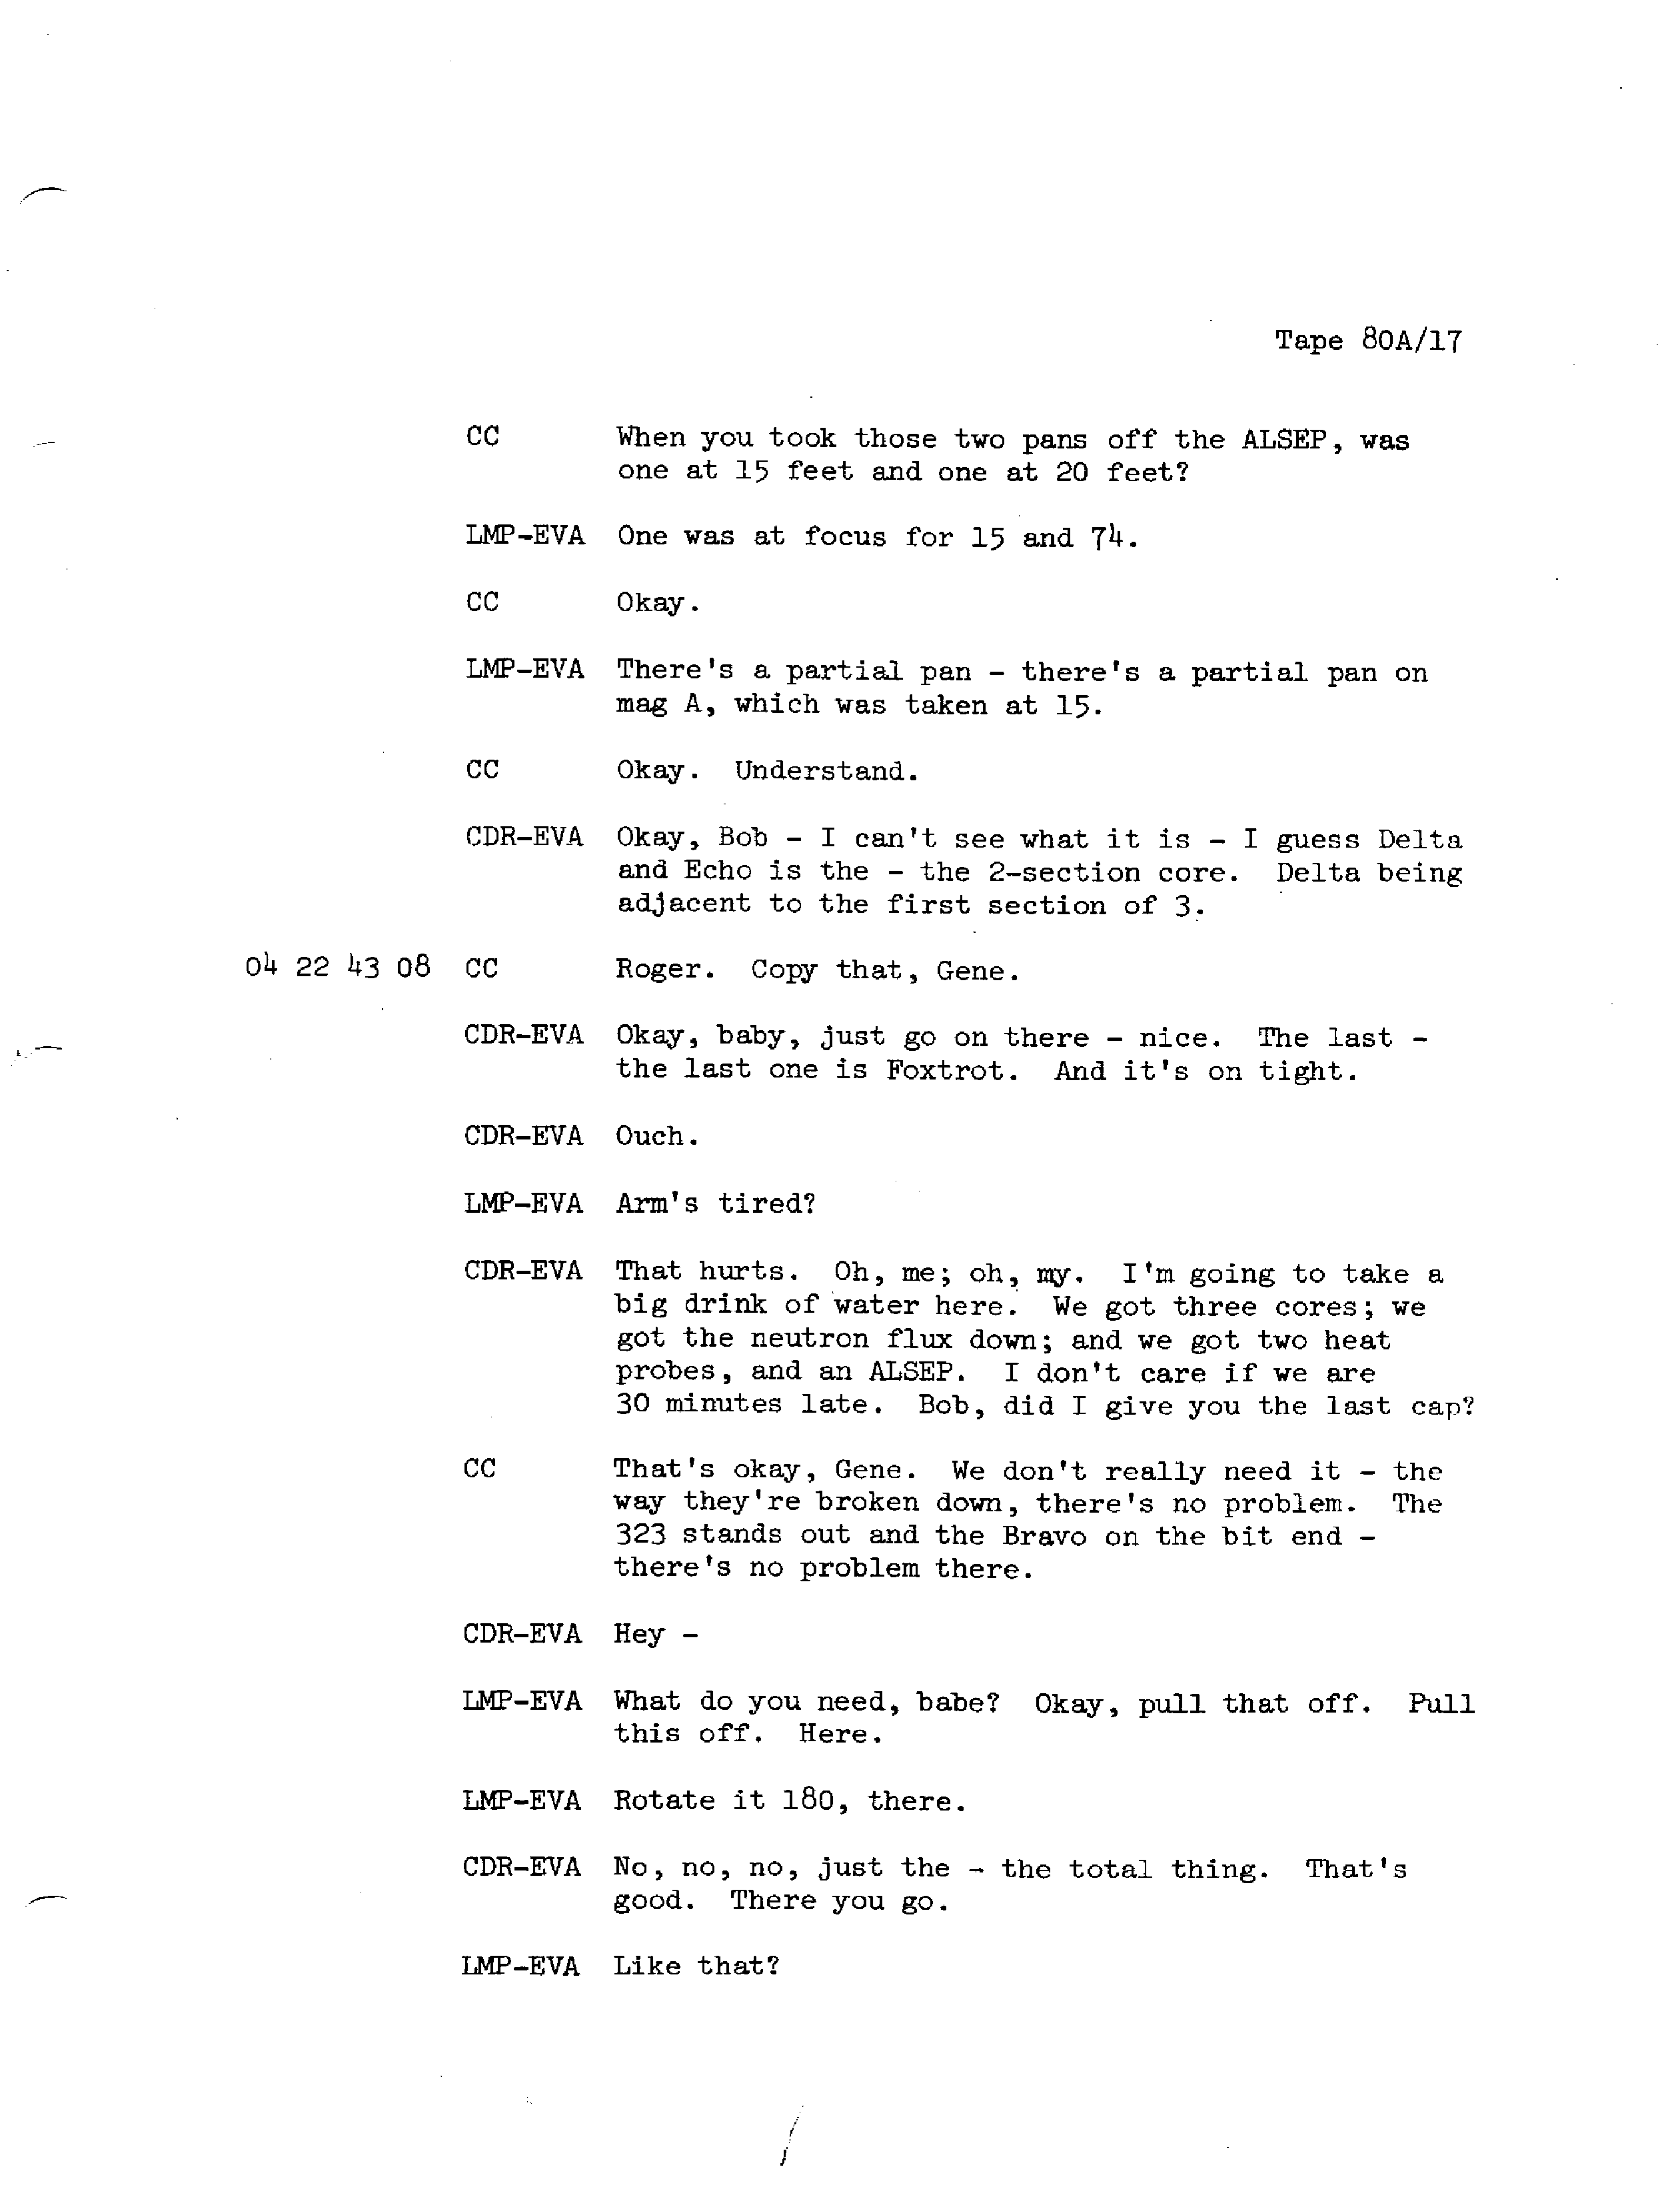 Tape 80A/17
CC When you took those two pans off the ALSEP, was
one at 15 feet and one at 20 feet?
LMP-EVA One was at focus for 15 and 74.
CC Okay.
LMP-EVA There's a partial pan - there's a partial pan on
mag A, which was taken at 15.
CC Okay. Understand.
CDR-EVA Okay, Bob - I can't see what it is - I guess Delta
and Echo is the - the 2-section core. Delta being
adjacent to the first section of 3.
04 22 43 08 CC Roger. Copy that, Gene.
CDR-EVA Okay, baby, just go on there - nice. The last -
the last one is Foxtrot. And it's on tight.
CDR-EVA Ouch.
LMP-EVA Arm's tired?
CDR-EVA That hurts. Oh, me; oh, my. I'm going to take a
big drink of water here. We got three cores; we
got the neutron flux down; and we got two heat
probes, and an ALSEP. I don't care if we are
30 minutes late. Bob, did I give you the last cap?
CC That's okay, Gene. We don't really need it - the
way they're broken down, there's no problem. The
323 stands out and the Bravo on the bit end -
there's no problem there.
CDR-EVA Hey -
LMP-EVA What do you need, babe? Okay, pull that off. Pull
this off. Here.
LMP-EVA Rotate it 180, there.
CDR-EVA No, no, no, just the - the total thing. That's
good. There you go.
LMP-EVA Like that?